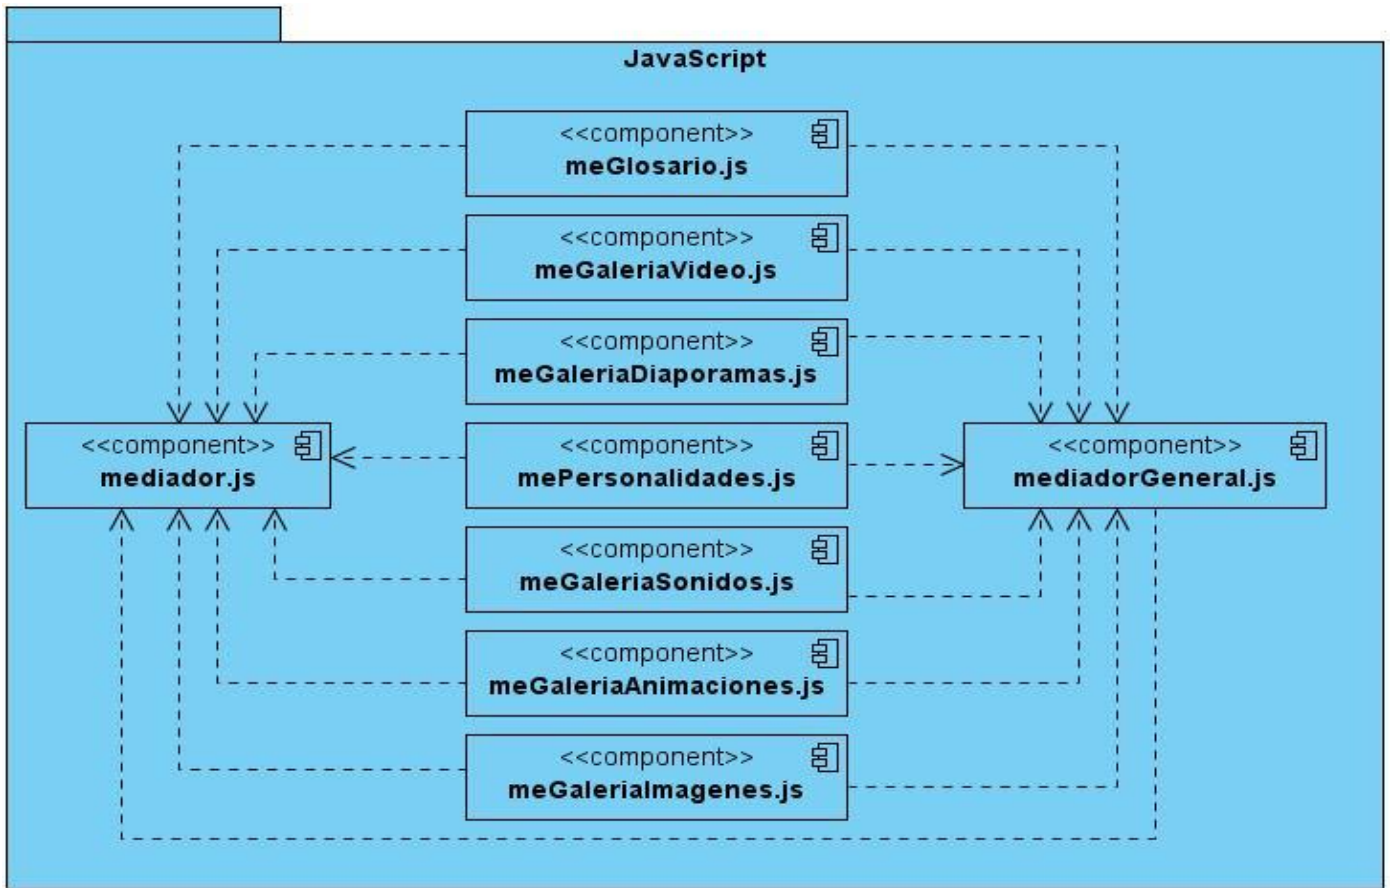 JavaScript
<<component>>
meGlosario.js
<<component>>
meGaleriaVideo.js
<<component>>
meGaleriaDiaporamas.js
<<component>>
mediador.js
<<component>>
mePersonalidades.js
<<component>>
mediadorGeneral.js
<<component>>
meGaleriaSonidos.js
<<component>>
meGaleriaAnimaciones.js
<<component>>
meGaleriaImagenes.js